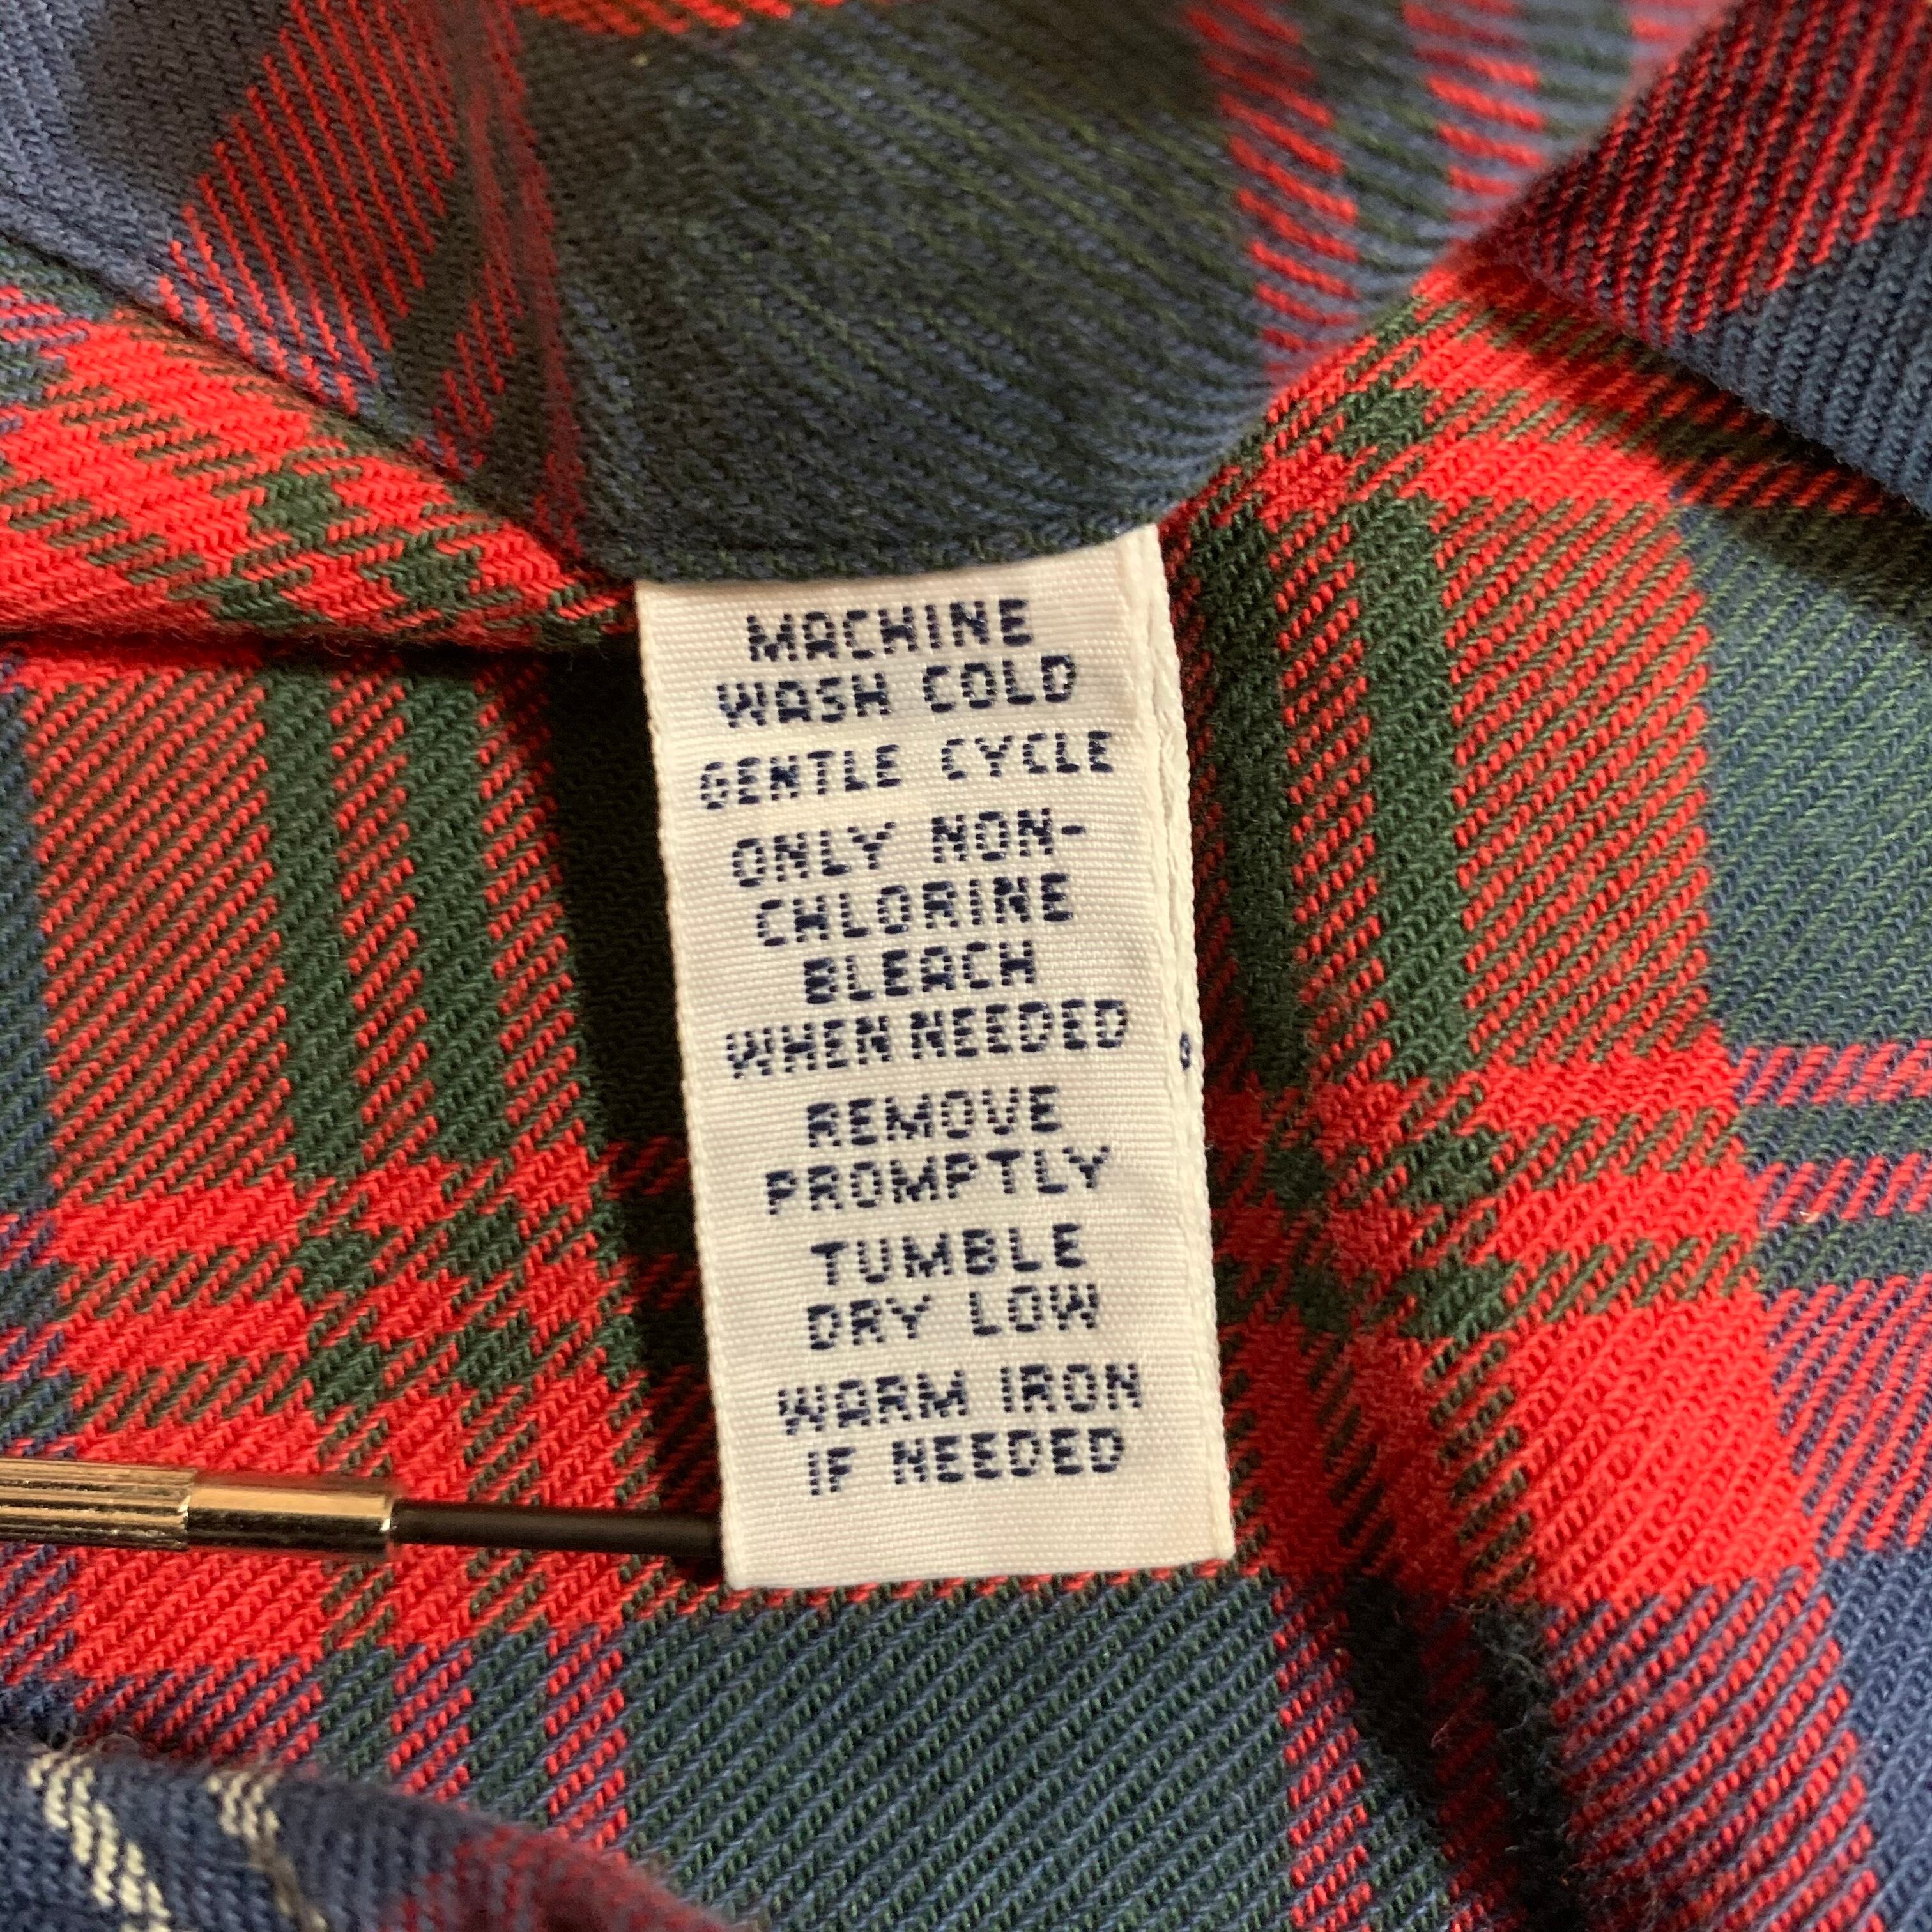 MACHINE
WASH COLD
GENTLE CYCLE
ONLY NON-
CHLORINE
BLEACH
WHEN NEEDED
REMOVE
PROMPTLY
TUMBLE
DRY LOW
WARM IRON
IF NEEDED